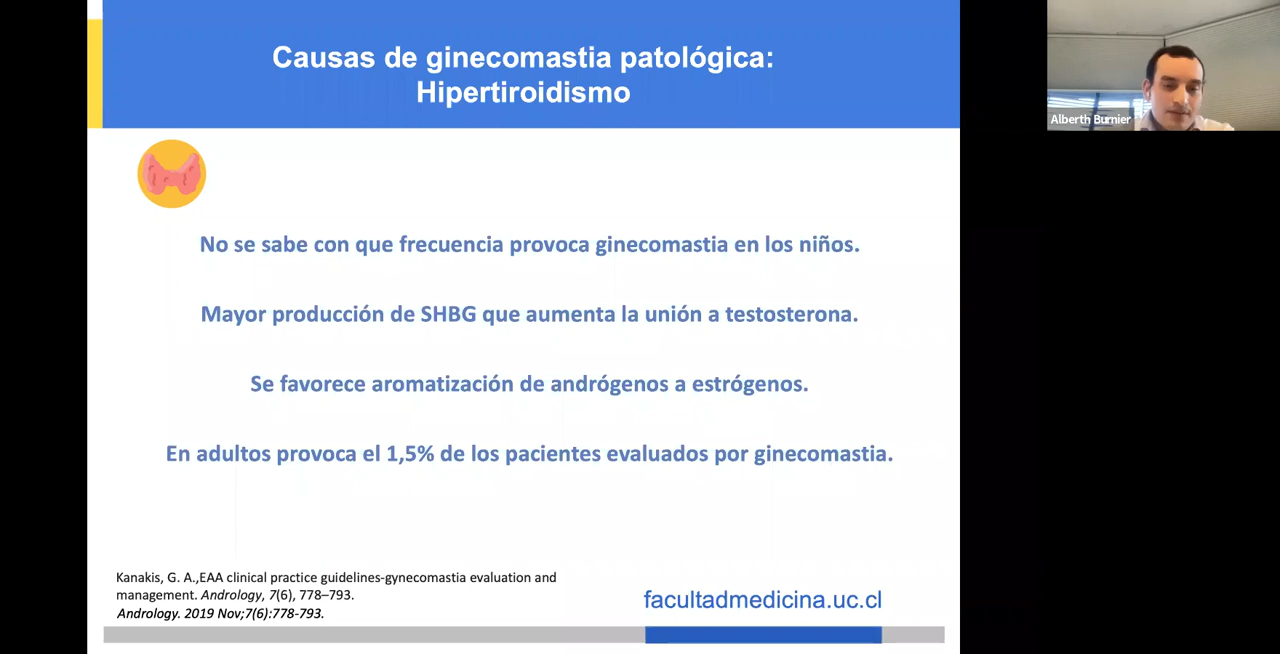 Causas de ginecomastia patológica:
Hipertiroidismo
Alberth Burnier
No se sabe con que frecuencia provoca ginecomastia en los niños.
Mayor producción de SHBG que aumenta la unión a testosterona.
Se favorece aromatización de andrógenos a estrógenos.
En adultos provoca el 1,5% de los pacientes evaluados por ginecomastia.
Kanakis, G. A.,EAA clinical practice guidelines-gynecomastia evaluation and
management. Andrology, 7(6), 778–793.
Andrology. 2019 Nov;7(6):778-793.
facultadmedicina.uc.cl